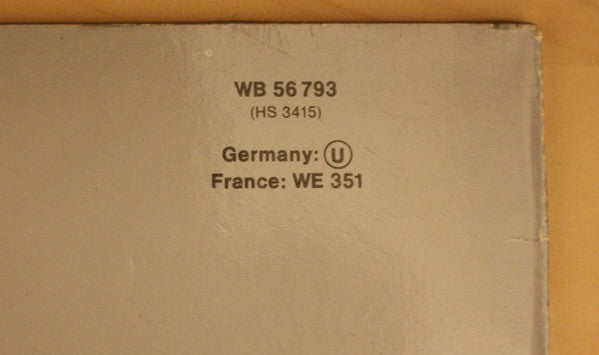 WB 56 793
(HS 3415)
Germany: Ⓤ
France: WE 351